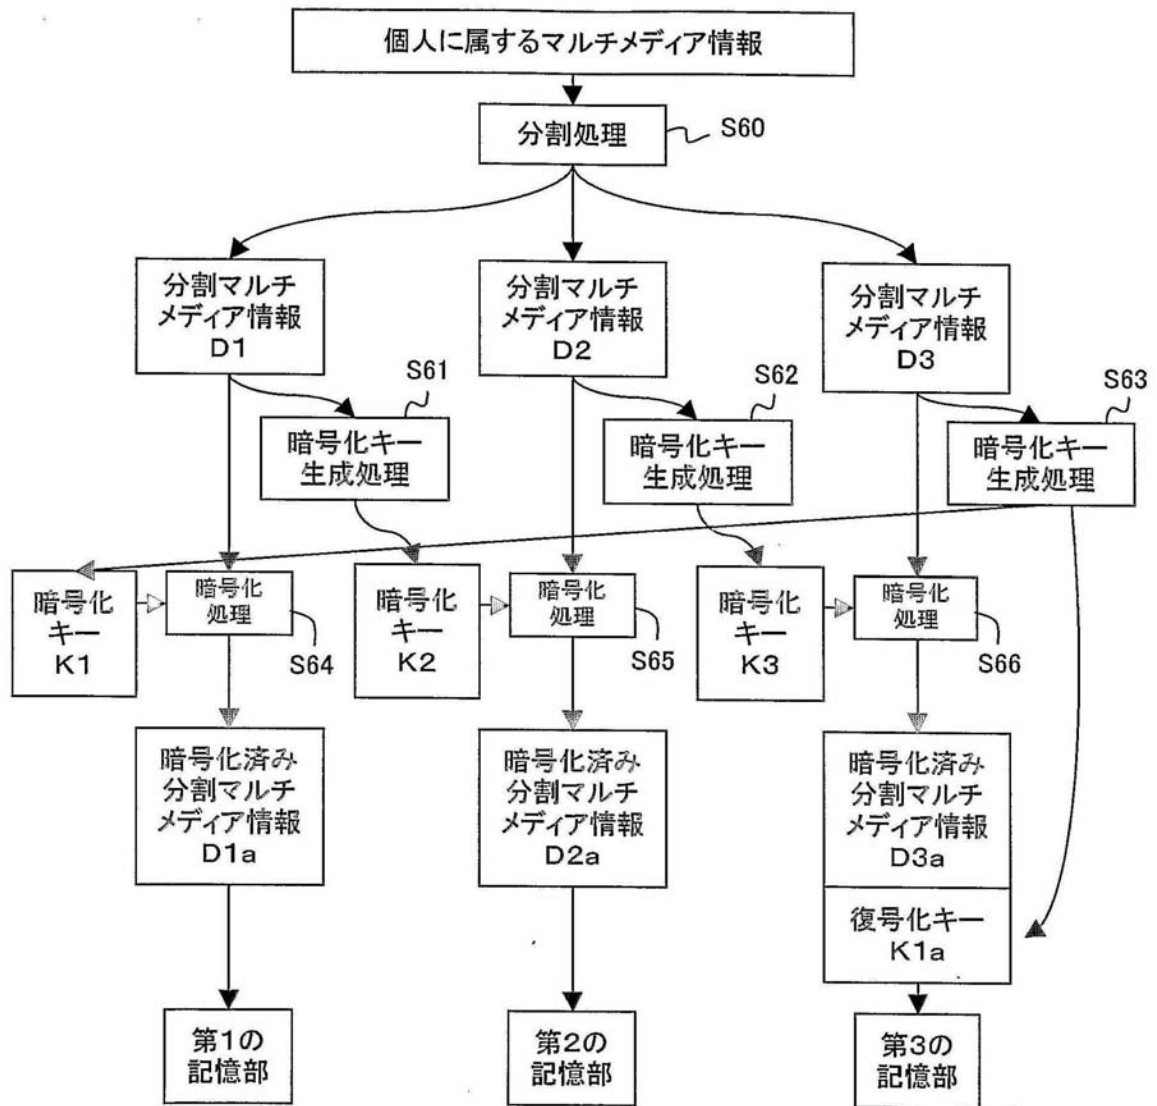 個人に属するマルチメディア情報
分割処理
S60
分割マルチ
メディア情報
D1
分割マルチ
メディア情報
D2
分割マルチ
メディア情報
D3
S61
S62
S63
暗号化キー
生成処理
暗号化キー
生成処理
暗号化キー
生成処理
暗号化
キー
K1
暗号化
処理
S64
暗号化
キー
K2
暗号化
処理
S65
暗号化
キー
K3
暗号化
処理
S66
暗号化済み
分割マルチ
メディア情報
D1a
暗号化済み
分割マルチ
メディア情報
D2a
暗号化済み
分割マルチ
メディア情報
D3a
復号化キー
K1a
第1の
記憶部
第2の
記憶部
第3の
記憶部